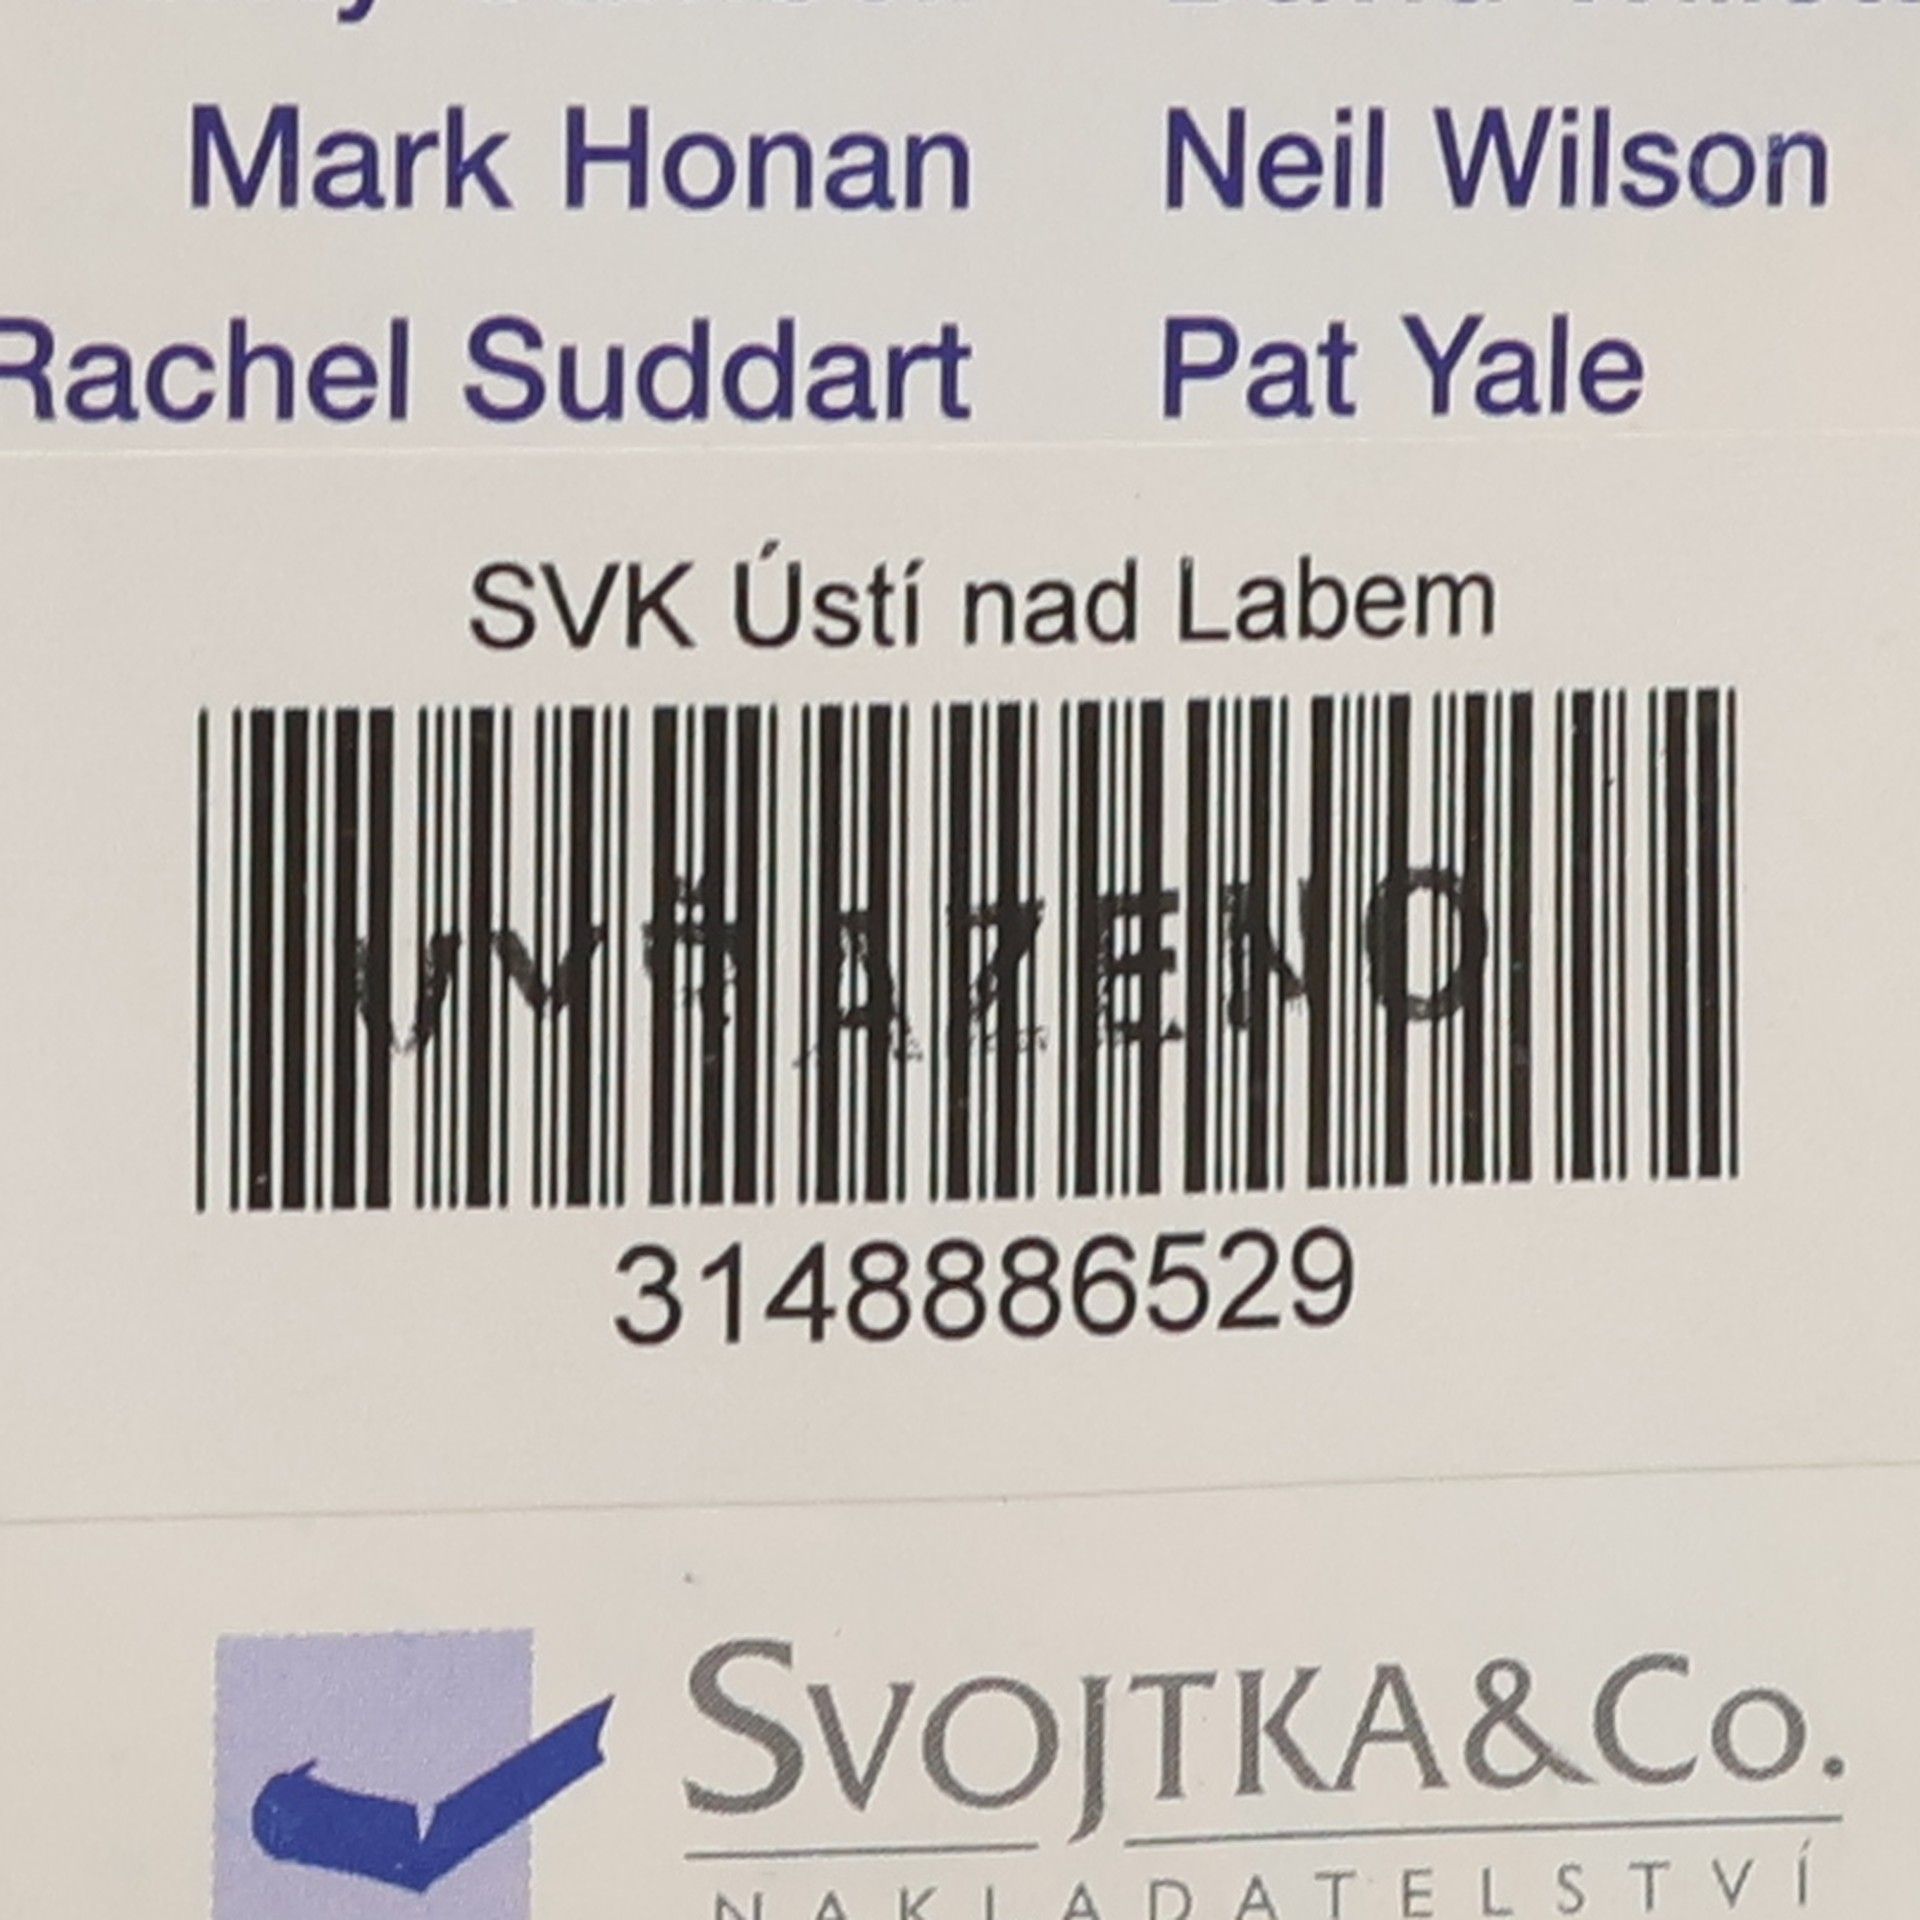 Mark Honan Neil Wilson
Rachel Suddart Pat Yale
SVK Ústí nad Labem
VYŘAZENO
3148886529
SVOJTKA&CO.
NAKLADATELSTVÍ